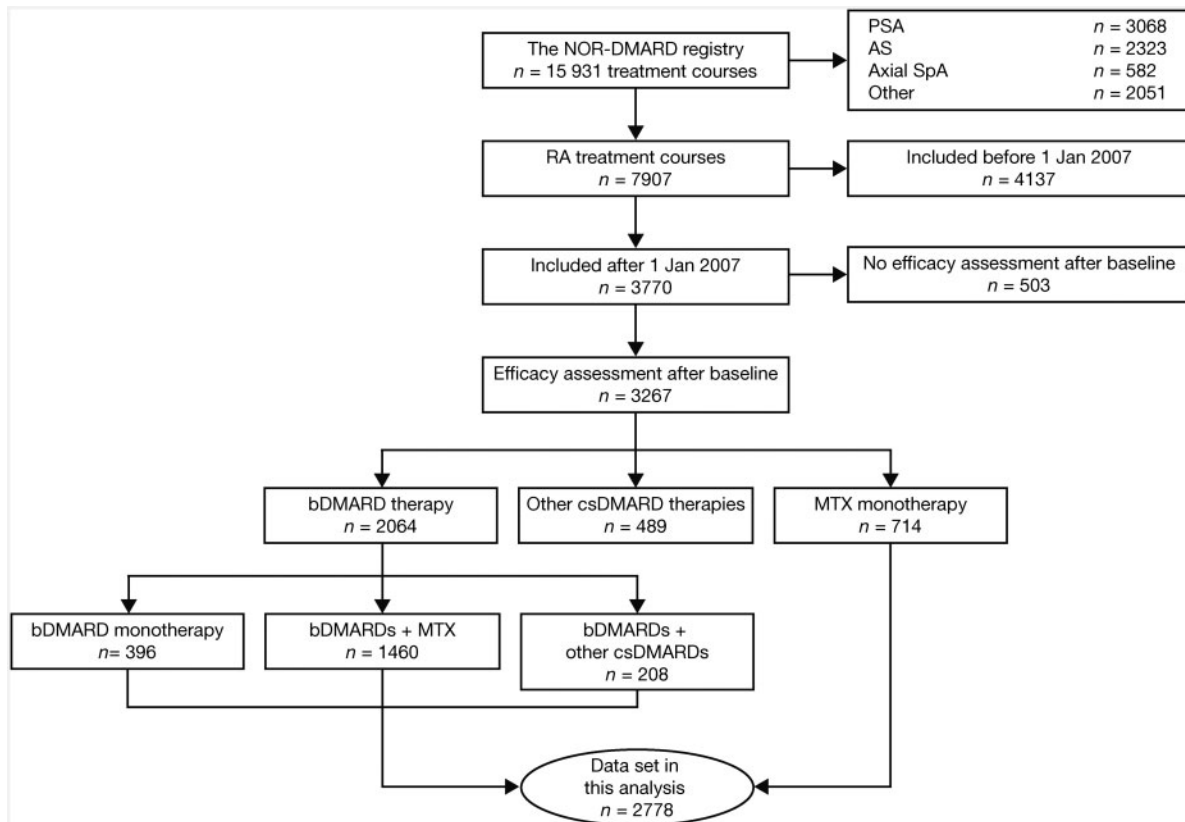 The NOR-DMARD registry
n = 15 931 treatment courses
PSA n = 3068
AS n = 2323
Axial SpA n = 582
Other n = 2051
RA treatment courses
n = 7907
Included before 1 Jan 2007
n = 4137
Included after 1 Jan 2007
n = 3770
No efficacy assessment after baseline
n = 503
Efficacy assessment after baseline
n = 3267
bDMARD therapy
n = 2064
Other csDMARD therapies
n = 489
MTX monotherapy
n = 714
bDMARD monotherapy
n= 396
bDMARDs + MTX
n = 1460
bDMARDs +
other csDMARDs
n = 208
Data set in
this analysis
n = 2778